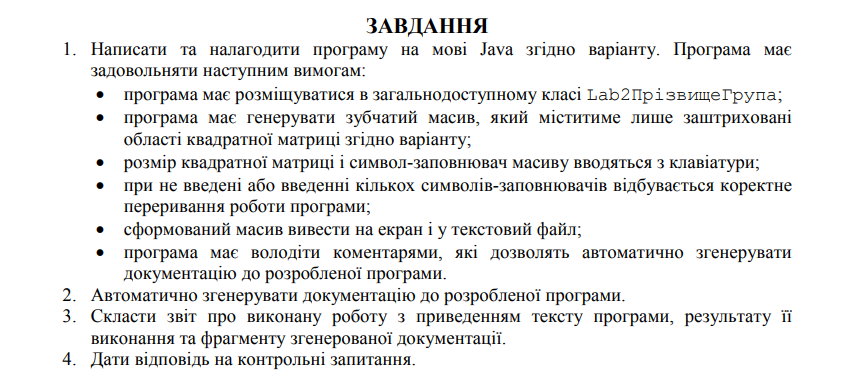 ЗАВДАННЯ
1. Написати та налагодити програму на мові Java згідно варіанту. Програма має
задовольняти наступним вимогам:
• програма має розміщуватися в загальнодоступному класі Lab2ПрізвищеГрупа;
• програма має генерувати зубчатий масив, який міститиме лише заштриховані
області квадратної матриці згідно варіанту;
• розмір квадратної матриці і символ-заповнювач масиву вводяться з клавіатури;
• при не введені або введенні кількох символів-заповнювачів відбувається коректне
переривання роботи програми;
• сформований масив вивести на екран і у текстовий файл;
• програма має володіти коментарями, які дозволять автоматично згенерувати
документацію до розробленої програми.
2. Автоматично згенерувати документацію до розробленої програми.
3. Скласти звіт про виконану роботу з приведенням тексту програми, результату її
виконання та фрагменту згенерованої документації.
4. Дати відповідь на контрольні запитання.